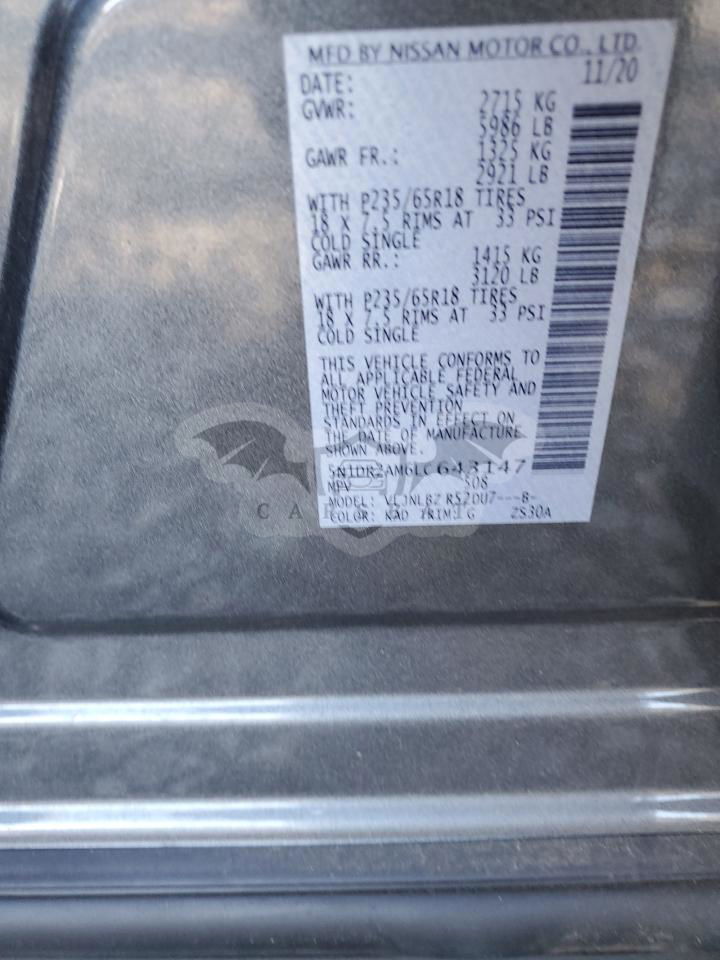 MFD BY NISSAN MOTOR CO., LTD.
DATE: 11/20
GVWR: 2715 KG
5986 LB
GAWR FR.: 1325 KG
2921 LB
WITH P235/65R18 TIRES
18 X 7.5 RIMS AT 33 PSI
COLD SINGLE
GAWR RR.: 1415 KG
3120 LB
WITH P235/65R18 TIRES
18 X 7.5 RIMS AT 33 PSI
COLD SINGLE
THIS VEHICLE CONFORMS TO
ALL APPLICABLE FEDERAL
MOTOR VEHICLE SAFETY AND
THEFT PREVENTION
STANDARDS IN EFFECT ON
THE DATE OF MANUFACTURE
SHOWN ABOVE.
5N1DR2AM6LC643147
MPV 508
MODEL:
COLOR: KAD TRIM: G 2S30A